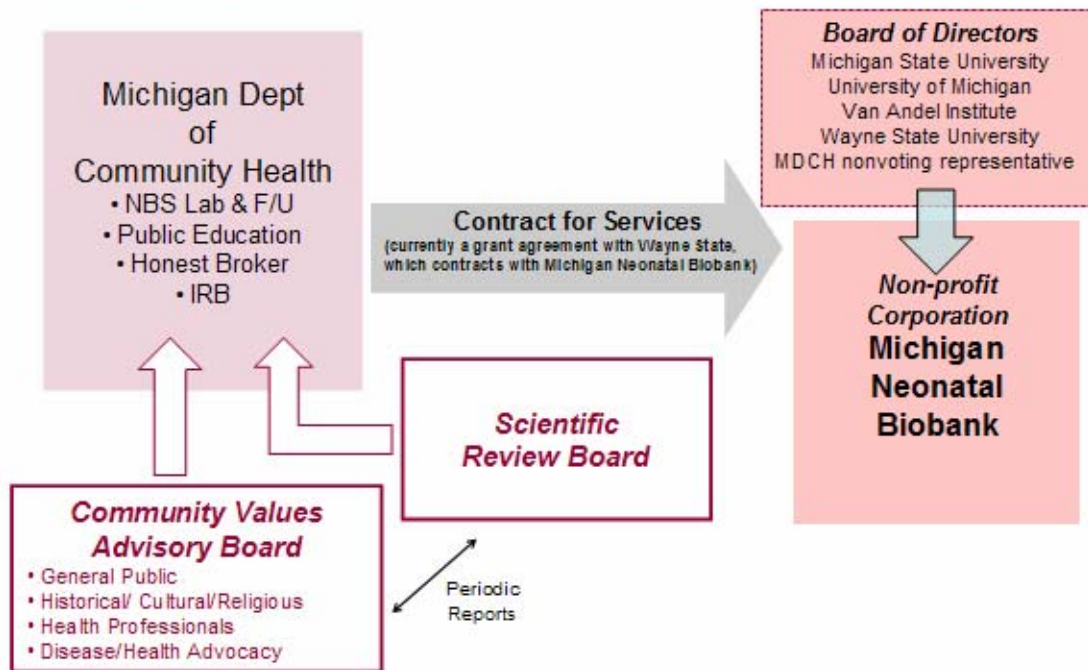 Michigan Dept
of
Community Health
• NBS Lab & F/U
• Public Education
• Honest Broker
• IRB
Contract for Services
(currently a grant agreement with Wayne State,
which contracts with Michigan Neonatal Biobank)
Board of Directors
Michigan State University
University of Michigan
Van Andel Institute
Wayne State University
MDCH nonvoting representative
Non-profit
Corporation
Michigan
Neonatal
Biobank
Scientific
Review Board
Community Values
Advisory Board
• General Public
• Historical/ Cultural/Religious
• Health Professionals
• Disease/Health Advocacy
Periodic
Reports